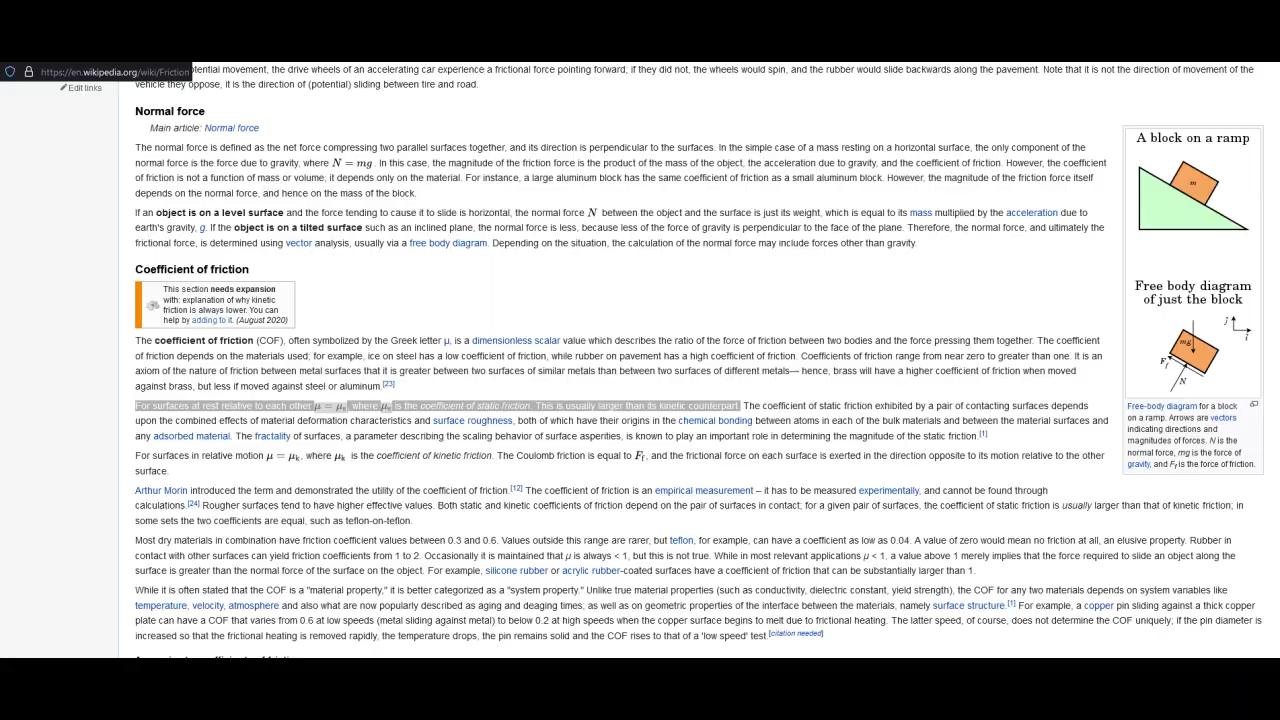 https://en.wikipedia.org/wiki/Friction
otential movement, the drive wheels of an accelerating car experience a frictional force pointing forward; if they did not, the wheels would spin, and the rubber would slide backwards along the pavement. Note that it is not the direction of movement of the
vehicle they oppose, it is the direction of (potential) sliding between tire and road.
Edit links
Normal force
Main article: Normal force
The normal force is defined as the net force compressing two parallel surfaces together, and its direction is perpendicular to the surfaces. In the simple case of a mass resting on a horizontal surface, the only component of the
normal force is the force due to gravity, where N = mg. In this case, the magnitude of the friction force is the product of the mass of the object, the acceleration due to gravity, and the coefficient of friction. However, the coefficient
of friction is not a function of mass or volume; it depends only on the material. For instance, a large aluminum block has the same coefficient of friction as a small aluminum block. However, the magnitude of the friction force itself
depends on the normal force, and hence on the mass of the block.
If an object is on a level surface and the force tending to cause it to slide is horizontal, the normal force N between the object and the surface is just its weight, which is equal to its mass multiplied by the acceleration due to
earth's gravity, g. If the object is on a tilted surface such as an inclined plane, the normal force is less, because less of the force of gravity is perpendicular to the face of the plane. Therefore, the normal force, and ultimately the
frictional force, is determined using vector analysis, usually via a free body diagram. Depending on the situation, the calculation of the normal force may include forces other than gravity.
Coefficient of friction
This section needs expansion
with: explanation of why kinetic
friction is always lower. You can
help by adding to it. (August 2020)
The coefficient of friction (COF), often symbolized by the Greek letter μ, is a dimensionless scalar value which describes the ratio of the force of friction between two bodies and the force pressing them together. The coefficient
of friction depends on the materials used; for example, ice on steel has a low coefficient of friction, while rubber on pavement has a high coefficient of friction. Coefficients of friction range from near zero to greater than one. It is an
axiom of the nature of friction between metal surfaces that it is greater between two surfaces of similar metals than between two surfaces of different metals— hence, brass will have a higher coefficient of friction when moved
against brass, but less if moved against steel or aluminum.[23]
For surfaces at rest relative to each other μ = μs, where μs is the coefficient of static friction. This is usually larger than its kinetic counterpart. The coefficient of static friction exhibited by a pair of contacting surfaces depends
upon the combined effects of material deformation characteristics and surface roughness, both of which have their origins in the chemical bonding between atoms in each of the bulk materials and between the material surfaces and
any adsorbed material. The fractality of surfaces, a parameter describing the scaling behavior of surface asperities, is known to play an important role in determining the magnitude of the static friction.[1]
For surfaces in relative motion μ = μk, where μk is the coefficient of kinetic friction. The Coulomb friction is equal to Ff, and the frictional force on each surface is exerted in the direction opposite to its motion relative to the other
surface.
Arthur Morin introduced the term and demonstrated the utility of the coefficient of friction.[12] The coefficient of friction is an empirical measurement – it has to be measured experimentally, and cannot be found through
calculations.[24] Rougher surfaces tend to have higher effective values. Both static and kinetic coefficients of friction depend on the pair of surfaces in contact; for a given pair of surfaces, the coefficient of static friction is usually larger than that of kinetic friction; in
some sets the two coefficients are equal, such as teflon-on-teflon.
Most dry materials in combination have friction coefficient values between 0.3 and 0.6. Values outside this range are rarer, but teflon, for example, can have a coefficient as low as 0.04. A value of zero would mean no friction at all, an elusive property. Rubber in
contact with other surfaces can yield friction coefficients from 1 to 2. Occasionally it is maintained that μ is always < 1, but this is not true. While in most relevant applications μ < 1, a value above 1 merely implies that the force required to slide an object along the
surface is greater than the normal force of the surface on the object. For example, silicone rubber or acrylic rubber-coated surfaces have a coefficient of friction that can be substantially larger than 1.
While it is often stated that the COF is a "material property," it is better categorized as a "system property." Unlike true material properties (such as conductivity, dielectric constant, yield strength), the COF for any two materials depends on system variables like
temperature, velocity, atmosphere and also what are now popularly described as aging and deaging times; as well as on geometric properties of the interface between the materials, namely surface structure.[1] For example, a copper pin sliding against a thick copper
plate can have a COF that varies from 0.6 at low speeds (metal sliding against metal) to below 0.2 at high speeds when the copper surface begins to melt due to frictional heating. The latter speed, of course, does not determine the COF uniquely; if the pin diameter is
increased so that the frictional heating is removed rapidly, the temperature drops, the pin remains solid and the COF rises to that of a 'low speed' test.[citation needed]
A block on a ramp
m
Free body diagram
of just the block
j
i
mg
Ff
N
Free-body diagram for a block
on a ramp. Arrows are vectors
indicating directions and
magnitudes of forces. N is the
normal force, mg is the force of
gravity, and Ff is the force of friction.